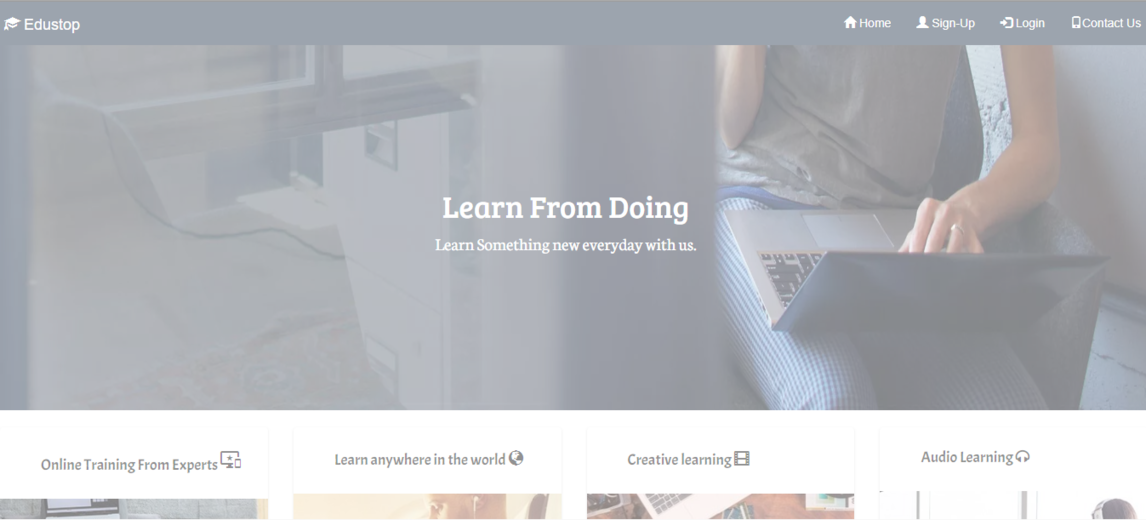 Edustop
Home Sign-Up Login Contact Us
Learn From Doing
Learn Something new everyday with us.
Online Training From Experts
Learn anywhere in the world
Creative learning
Audio Learning